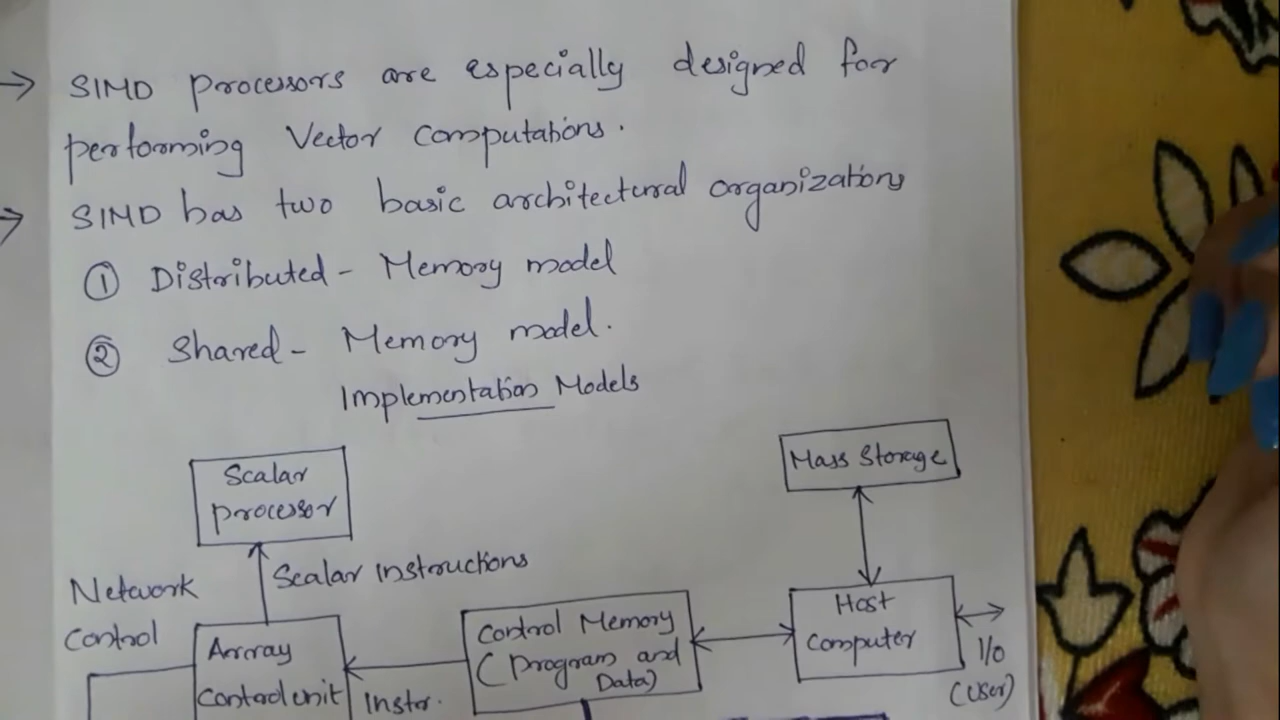 → SIMD processors are especially designed for
performing Vector Computations.
→ SIMD has two basic architectural organizations
① Distributed - Memory model
② Shared - Memory model.
Implementation Models
Scalar
processor
Mass Storage
Scalar Instructions
Network
Control
Array
Control unit
Instr.
Control Memory
(Program and
Data)
Host
Computer
I/O
(User)